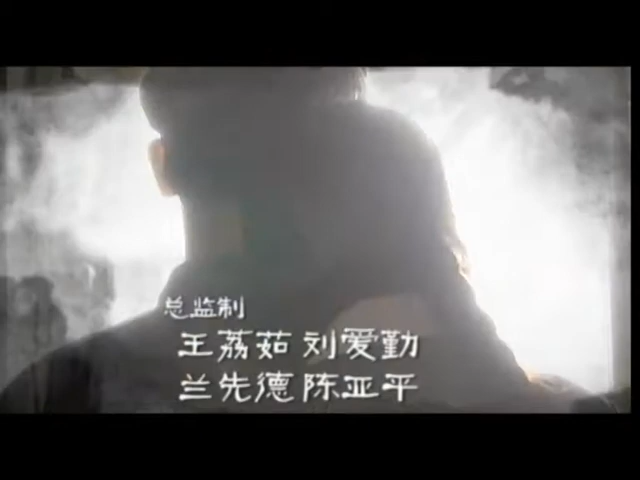 总监制
王荔茹 刘爱勤
兰先德 陈亚平